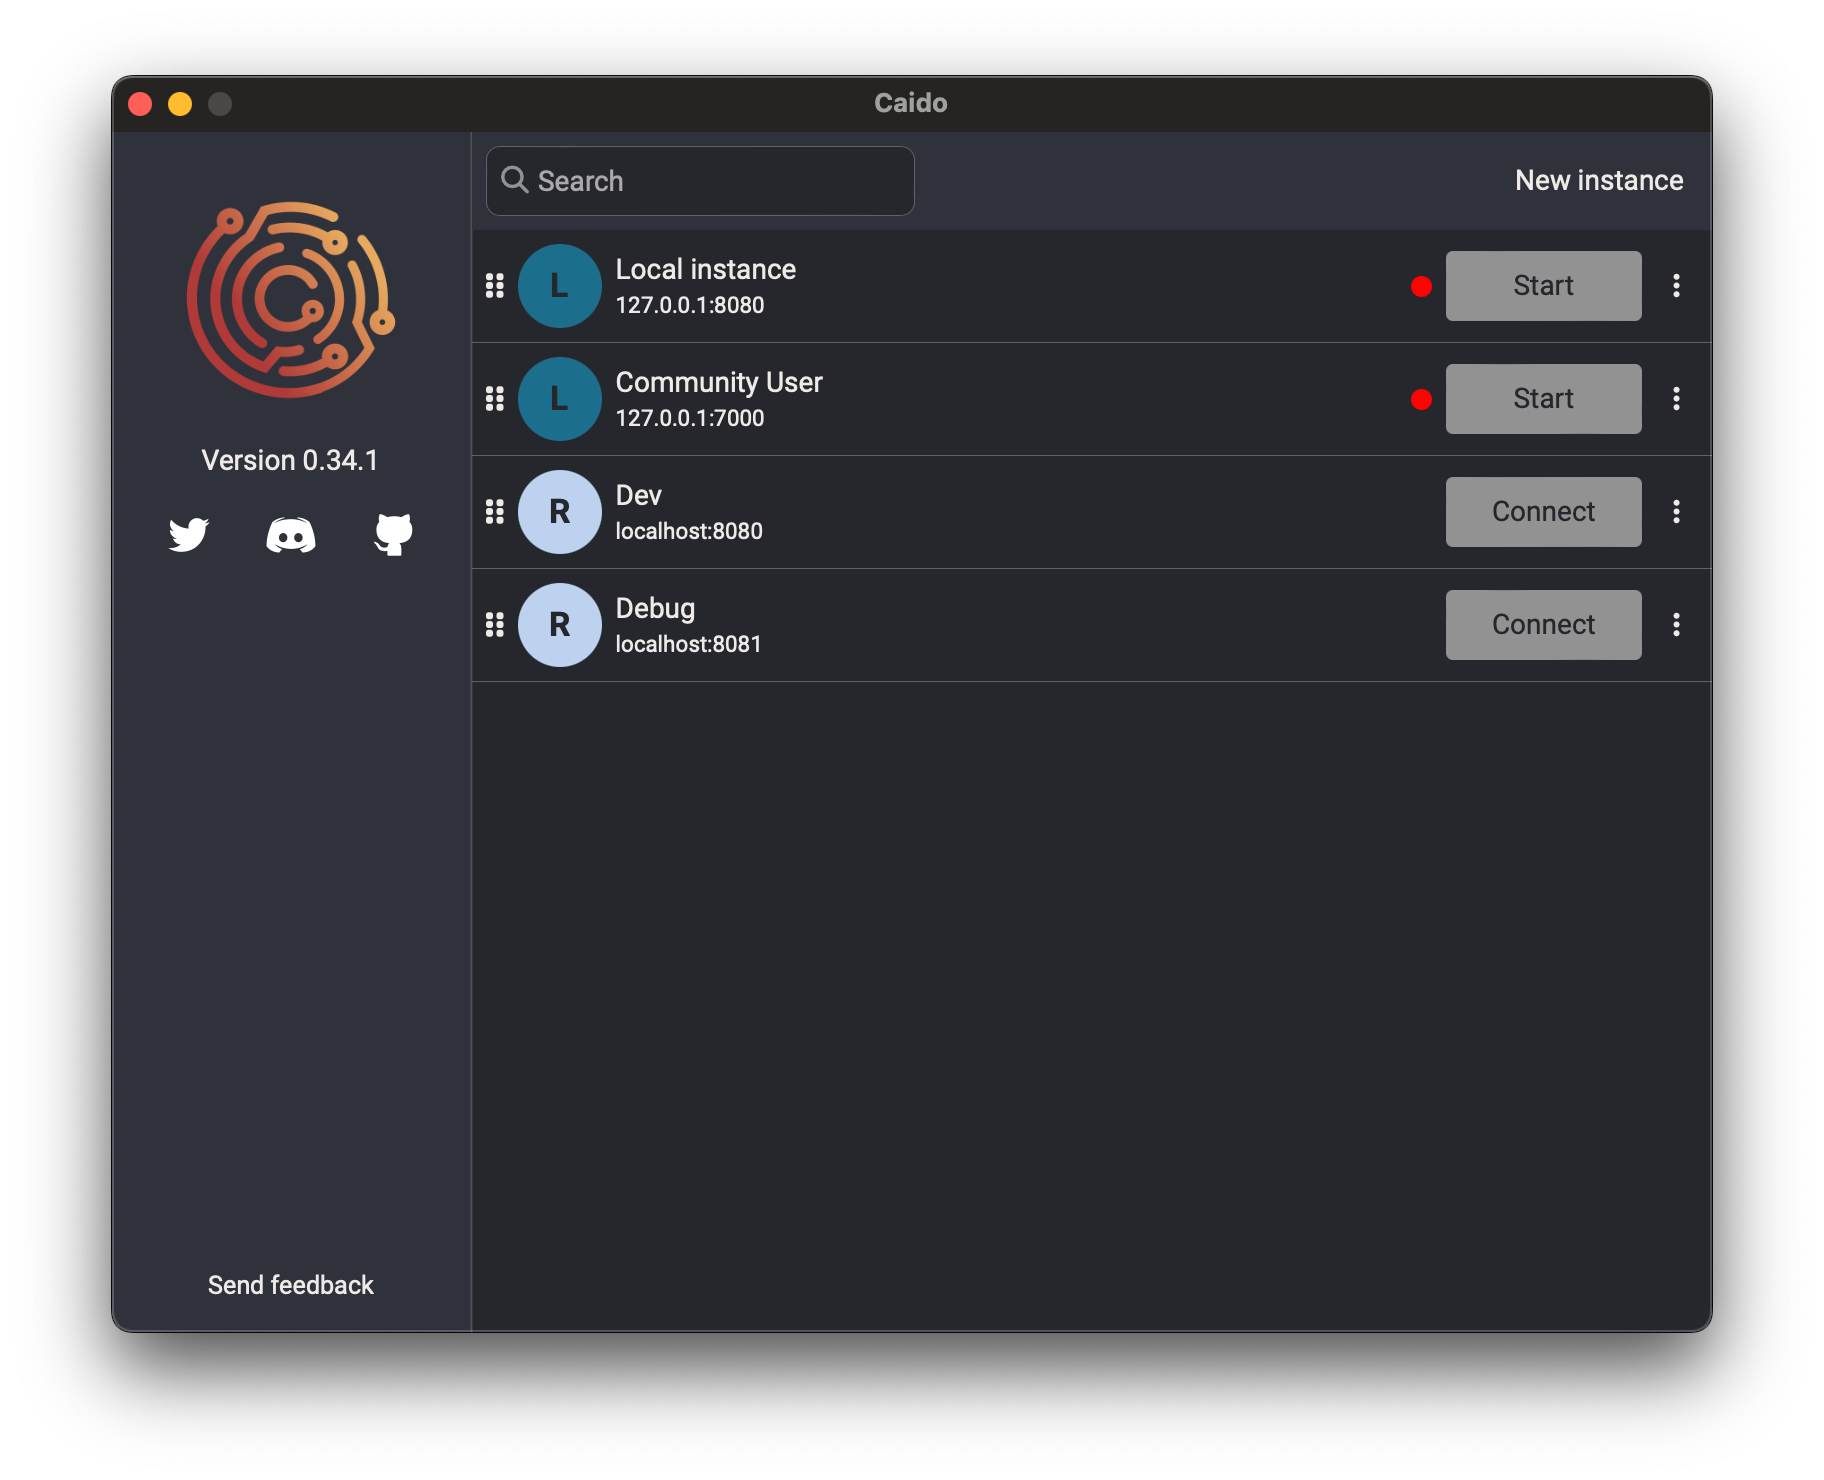 Caido
Version 0.34.1
Send feedback
Search
New instance
L
Local instance
127.0.0.1:8080
Start
L
Community User
127.0.0.1:7000
Start
R
Dev
localhost:8080
Connect
R
Debug
localhost:8081
Connect